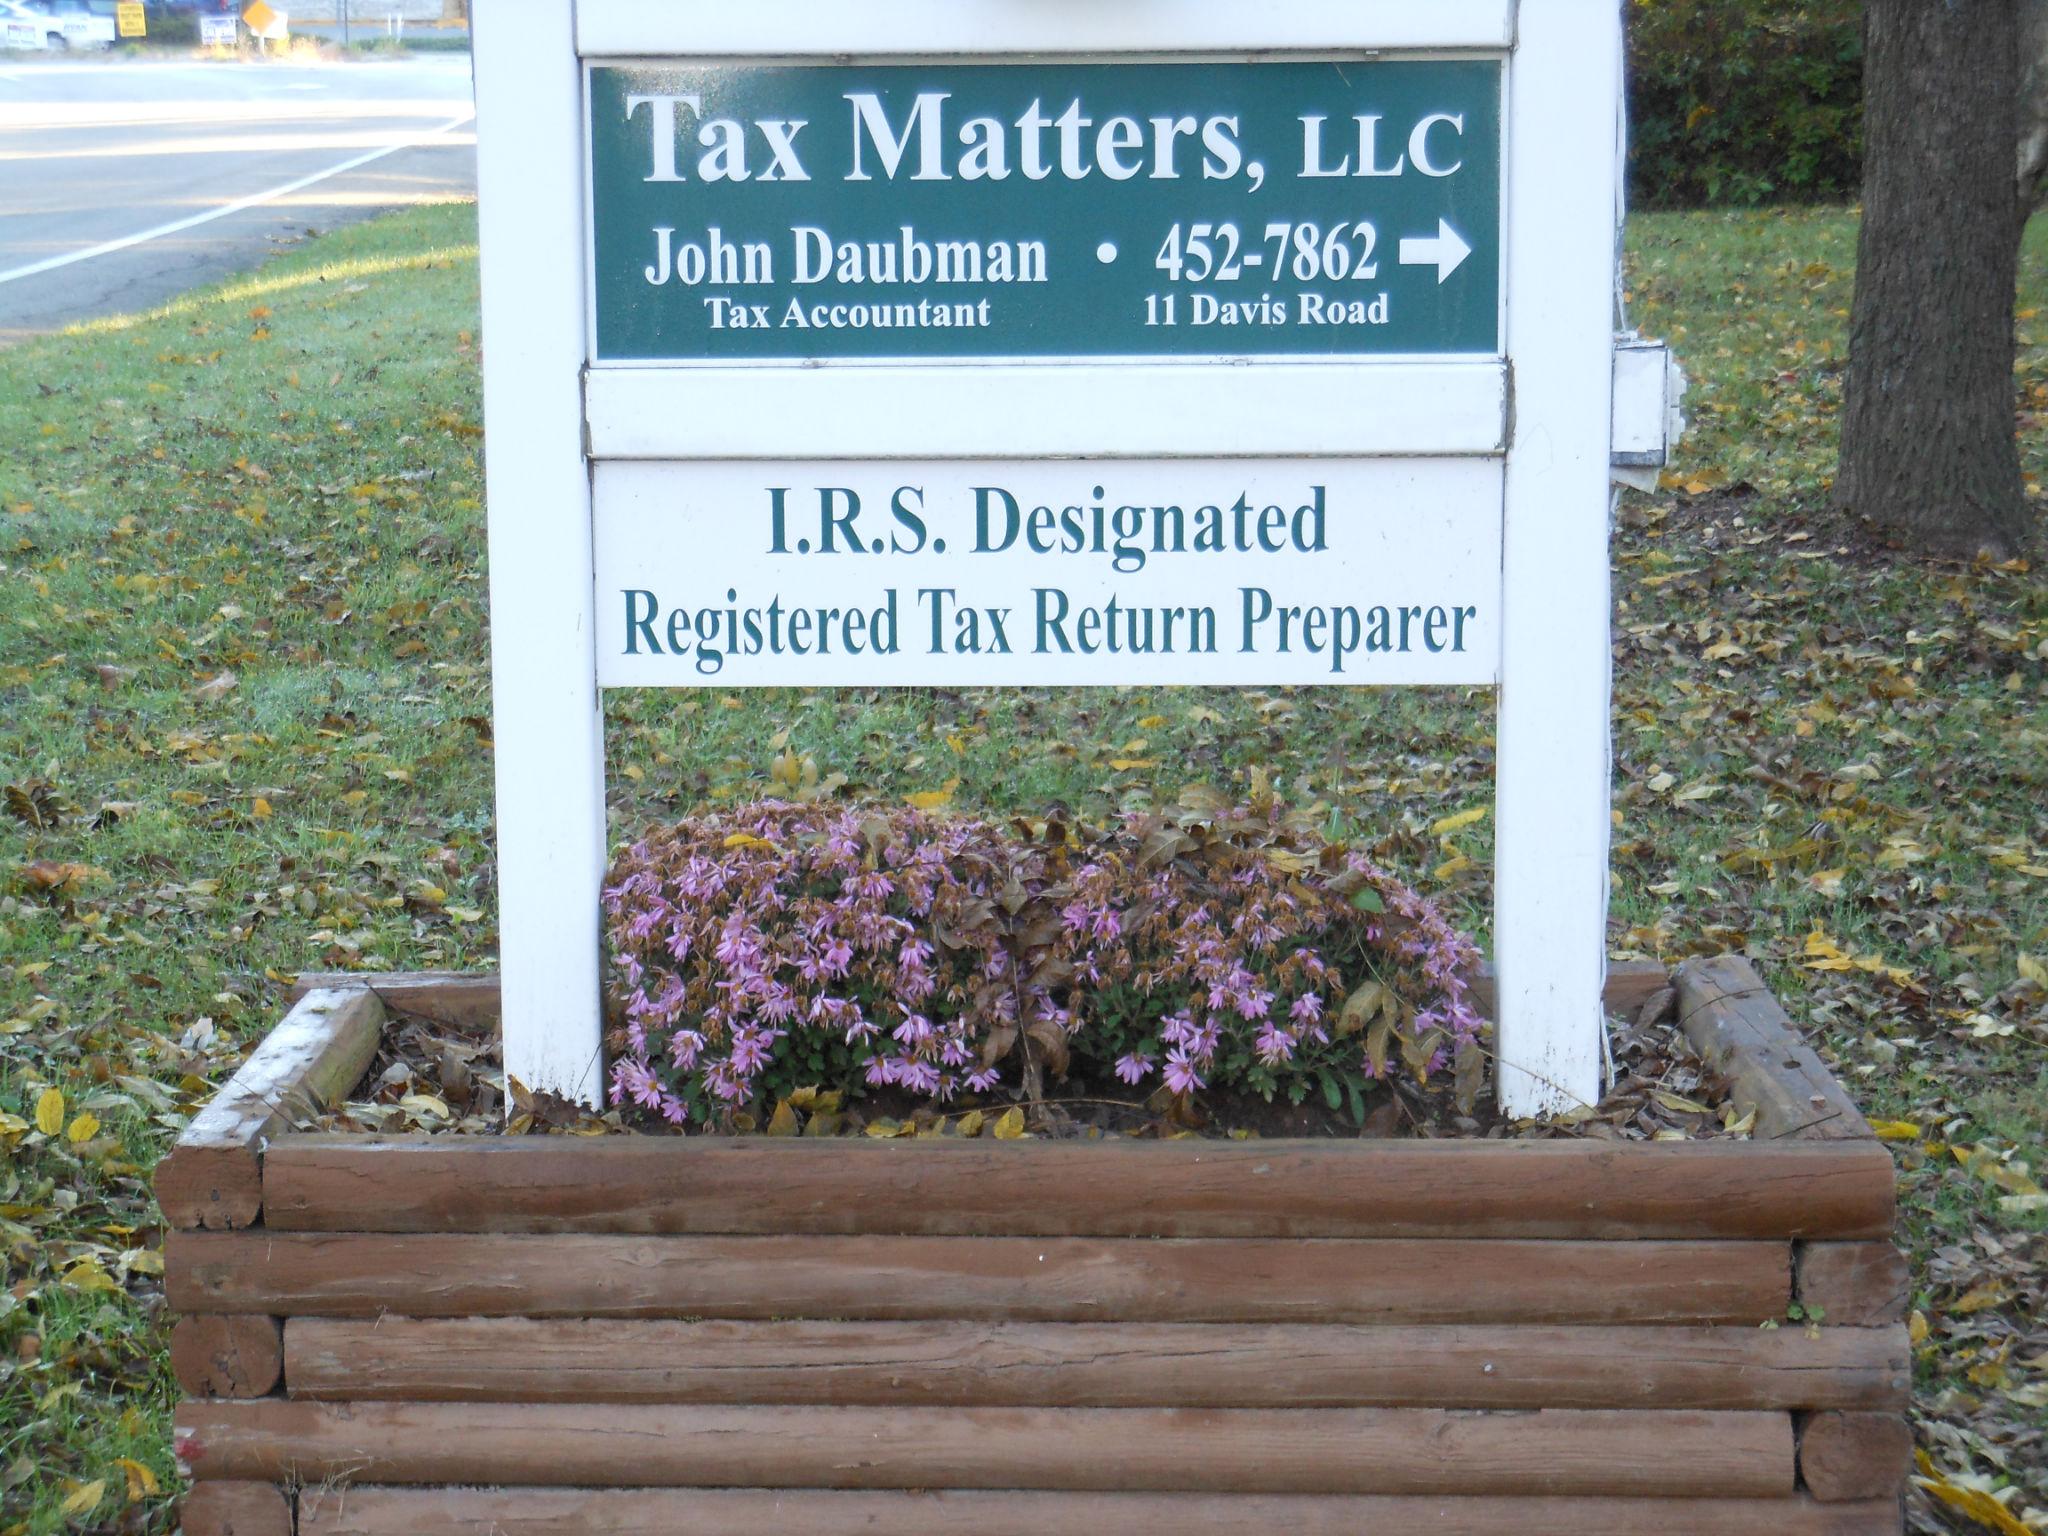 Tax Matters, LLC
John Daubman • 452-7862
Tax Accountant 11 Davis Road
I.R.S. Designated
Registered Tax Return Preparer